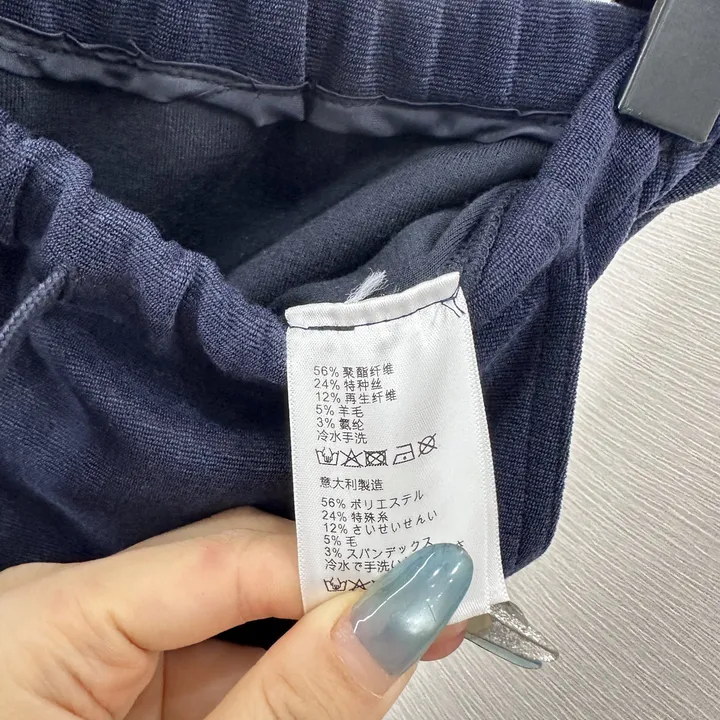 56% 聚酯纤维
24% 特种丝
12% 再生纤维
5% 羊毛
3% 氨纶
冷水手洗
意大利製造
56% ポリエステル
24% 特殊糸
12% さいせいせんい
5% 毛
3% スパンデックス
冷水で手洗い